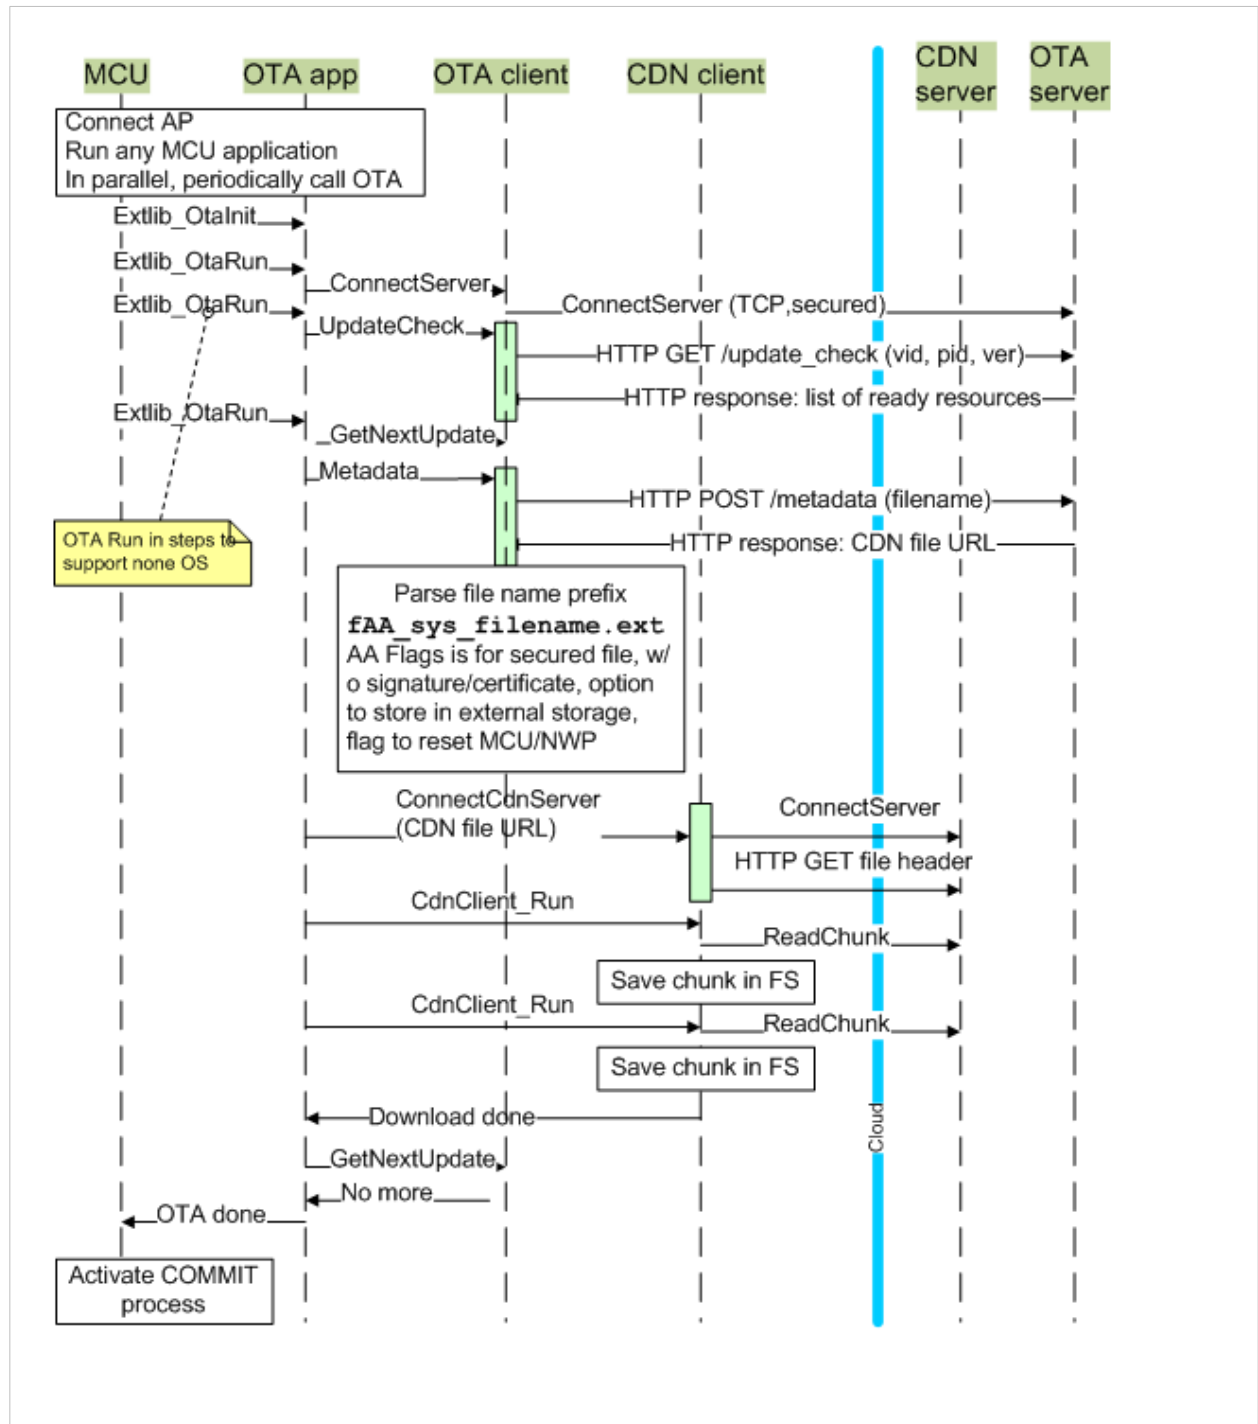 MCU
OTA app
OTA client
CDN client
CDN
server
OTA
server
Connect AP
Run any MCU application
In parallel, periodically call OTA
Extlib_OtaInit
Extlib_OtaRun
ConnectServer
Extlib_OtaRun
ConnectServer (TCP,secured)
UpdateCheck
HTTP GET /update_check (vid, pid, ver)
HTTP response: list of ready resources
Extlib_OtaRun
GetNextUpdate
Metadata
HTTP POST /metadata (filename)
OTA Run in steps to
support none OS
HTTP response: CDN file URL
Parse file name prefix
fAA_sys_filename.ext
AA Flags is for secured file, w/
o signature/certificate, option
to store in external storage,
flag to reset MCU/NWP
ConnectCdnServer
(CDN file URL)
ConnectServer
HTTP GET file header
CdnClient_Run
ReadChunk
Save chunk in FS
CdnClient_Run
ReadChunk
Save chunk in FS
Download done
Cloud
GetNextUpdate
No more
OTA done
Activate COMMIT
process